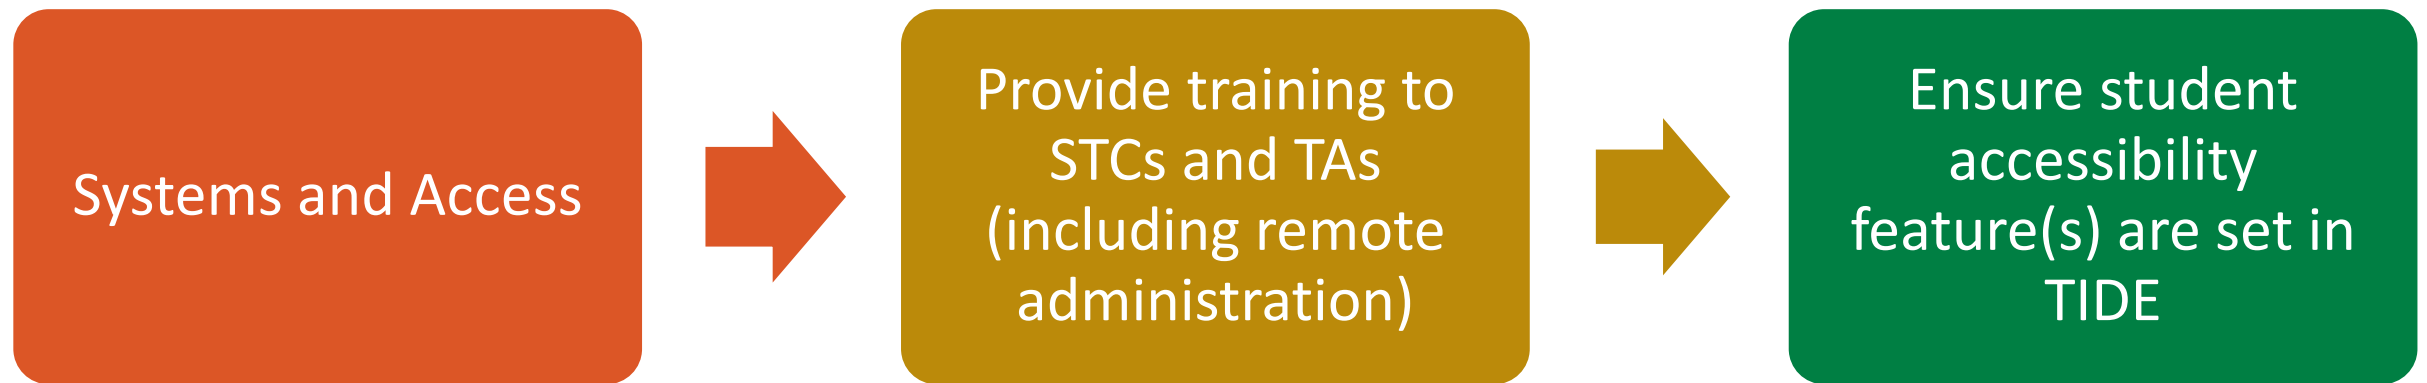 Systems and Access
Provide training to
STCs and TAs
(including remote
administration)
Ensure student
accessibility
feature(s) are set in
TIDE